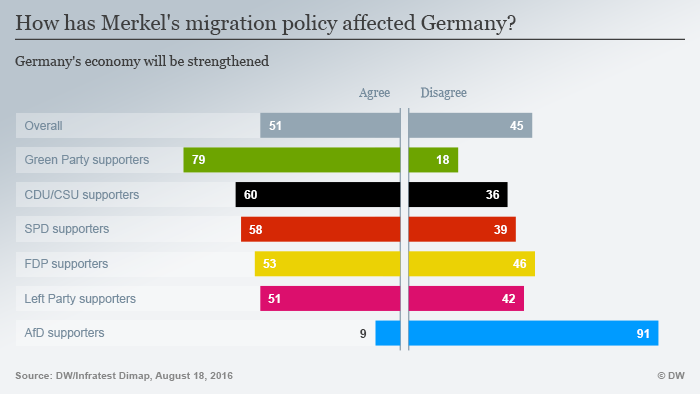 How has Merkel's migration policy affected Germany?
Germany's economy will be strengthened
Agree Disagree
Overall 51 45
Green Party supporters 79 18
CDU/CSU supporters 60 36
SPD supporters 58 39
FDP supporters 53 46
Left Party supporters 51 42
AfD supporters 9 91
Source: DW/Infratest Dimap, August 18, 2016 © DW